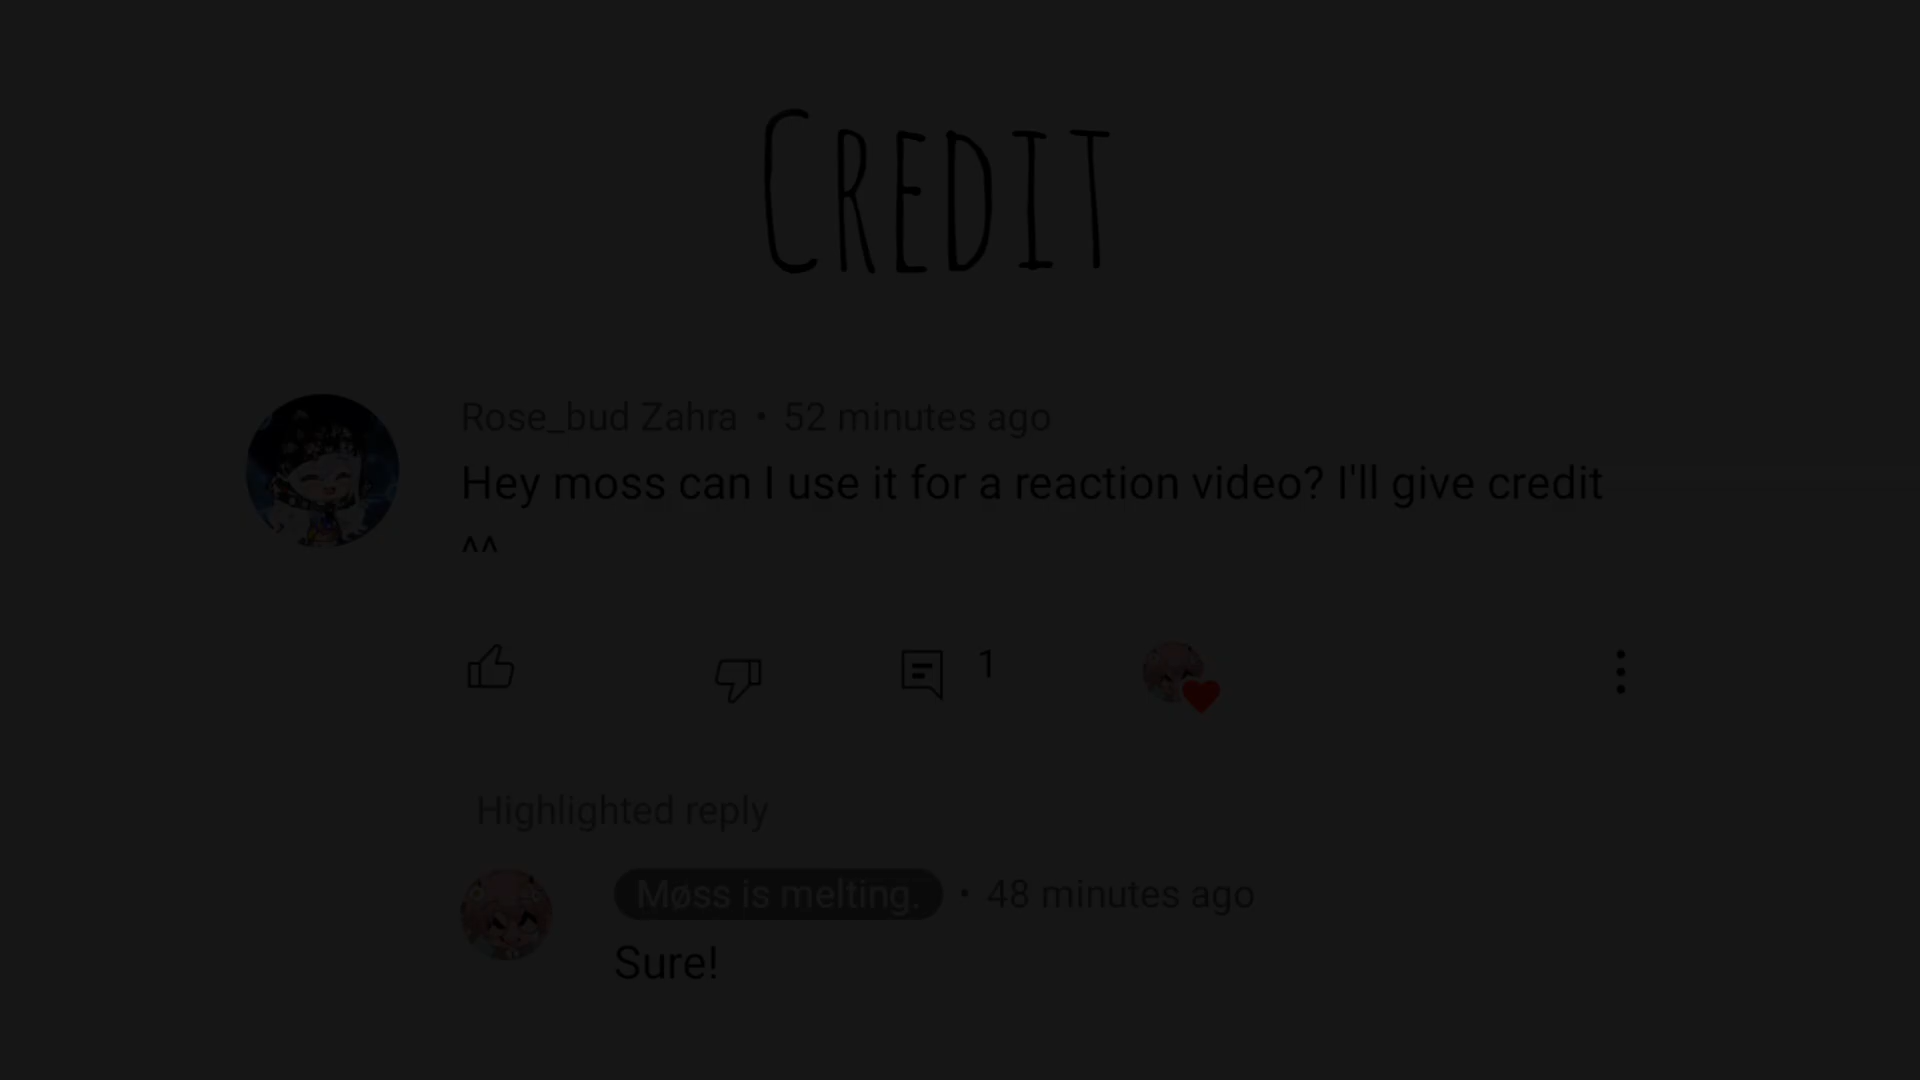 CREDIT
Rose_bud Zahra • 52 minutes ago
Hey moss can I use it for a reaction video? I'll give credit
^^
1
Highlighted reply
Møss is melting. • 48 minutes ago
Sure!